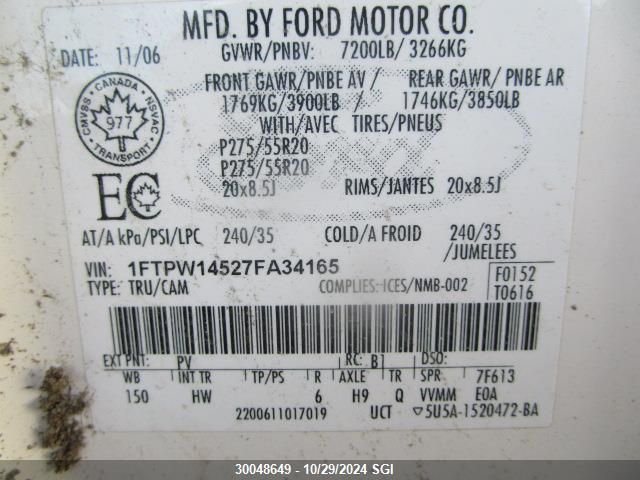 MFD. BY FORD MOTOR CO.
DATE: 11/06 GVWR/PNBV: 7200LB/ 3266KG
FRONT GAWR/PNBE AV / REAR GAWR/ PNBE AR
1769KG/3900LB / 1746KG/3850LB
WITH/AVEC TIRES/PNEUS
P275/55R20
P275/55R20
20x8.5J RIMS/JANTES 20x8.5J
CANADA
CMVSS NSVAC
977
TRANSPORT
EC
AT/A kPa/PSI/LPC 240/35 COLD/A FROID 240/35
/JUMELEES
VIN: 1FTPW14527FA34165 F0152
TYPE: TRU/CAM COMPLIES:ICES/NMB-002 T0616
EXT PNT: PV RC: B1 DSO:
WB INT TR TP/PS R AXLE TR SPR 7F613
150 HW 6 H9 Q VVMM EOA
2200611017019 UCT ▽5U5A-1520472-BA
30048649 - 10/29/2024 SGI